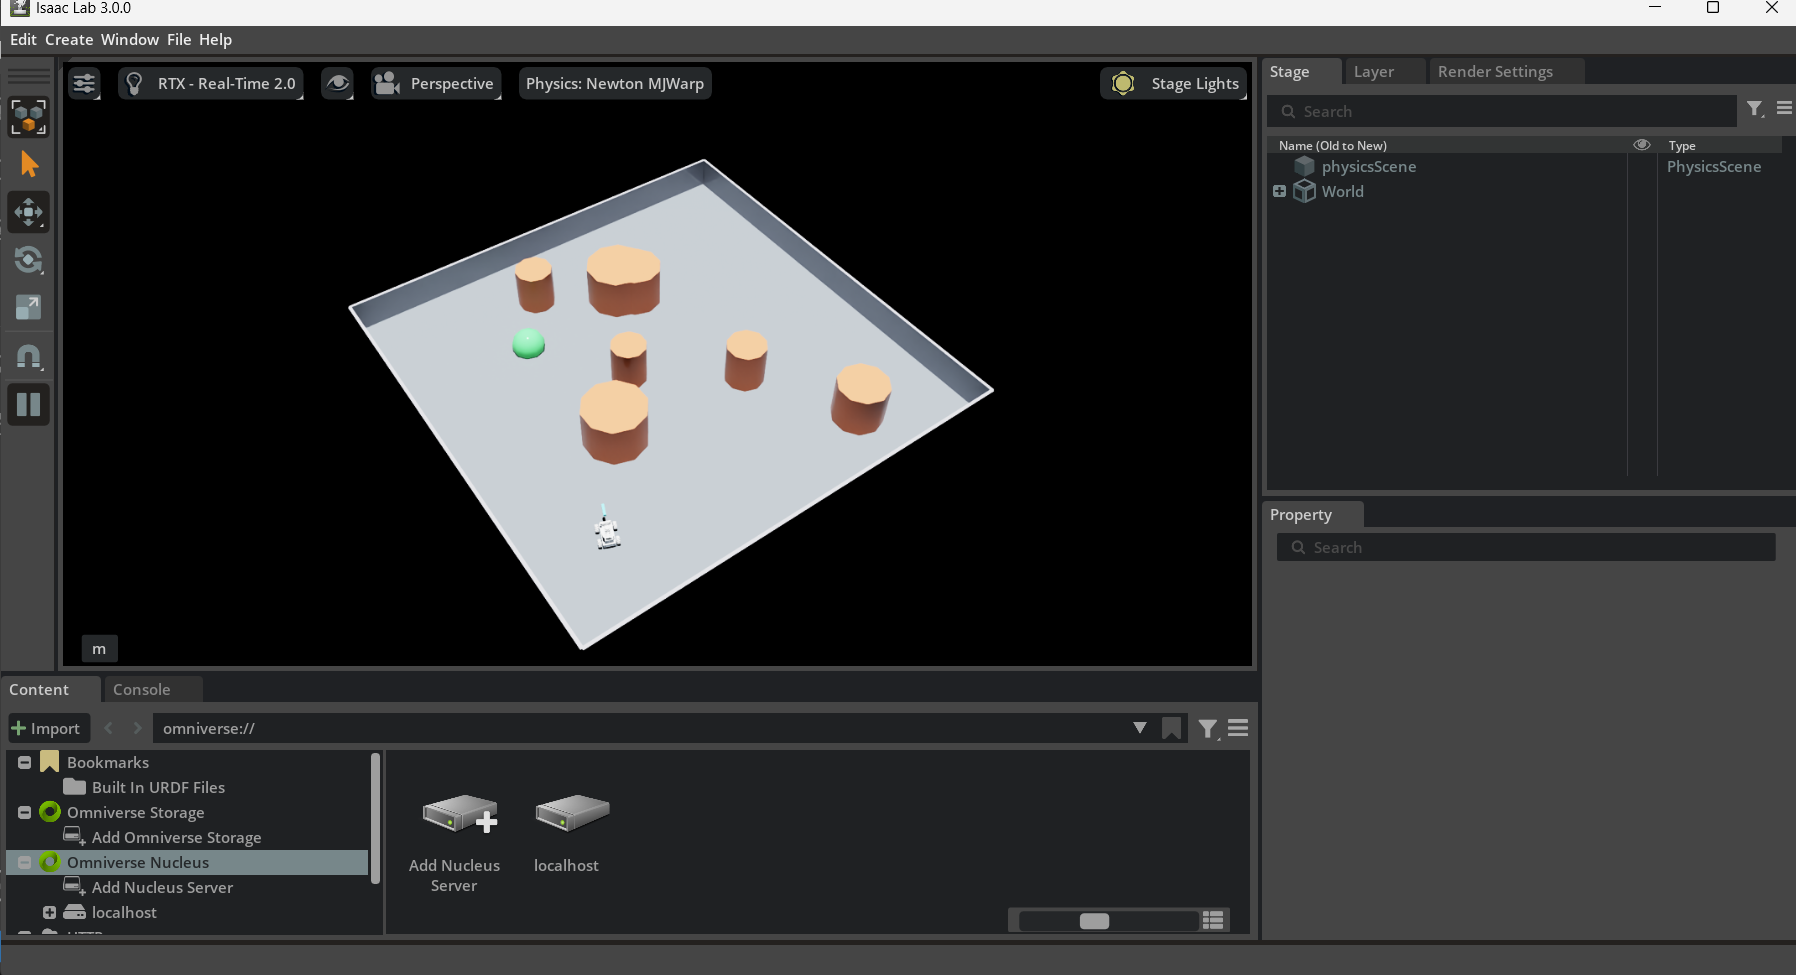 Isaac Lab 3.0.0
Edit Create Window File Help
RTX - Real-Time 2.0
Perspective
Physics: Newton MJWarp
Stage Lights
m
Stage
Layer
Render Settings
Search
Name (Old to New)
Type
physicsScene
PhysicsScene
World
Property
Search
Content
Console
Import
omniverse://
Bookmarks
Built In URDF Files
Omniverse Storage
Add Omniverse Storage
Omniverse Nucleus
Add Nucleus Server
localhost
Add Nucleus
Server
localhost